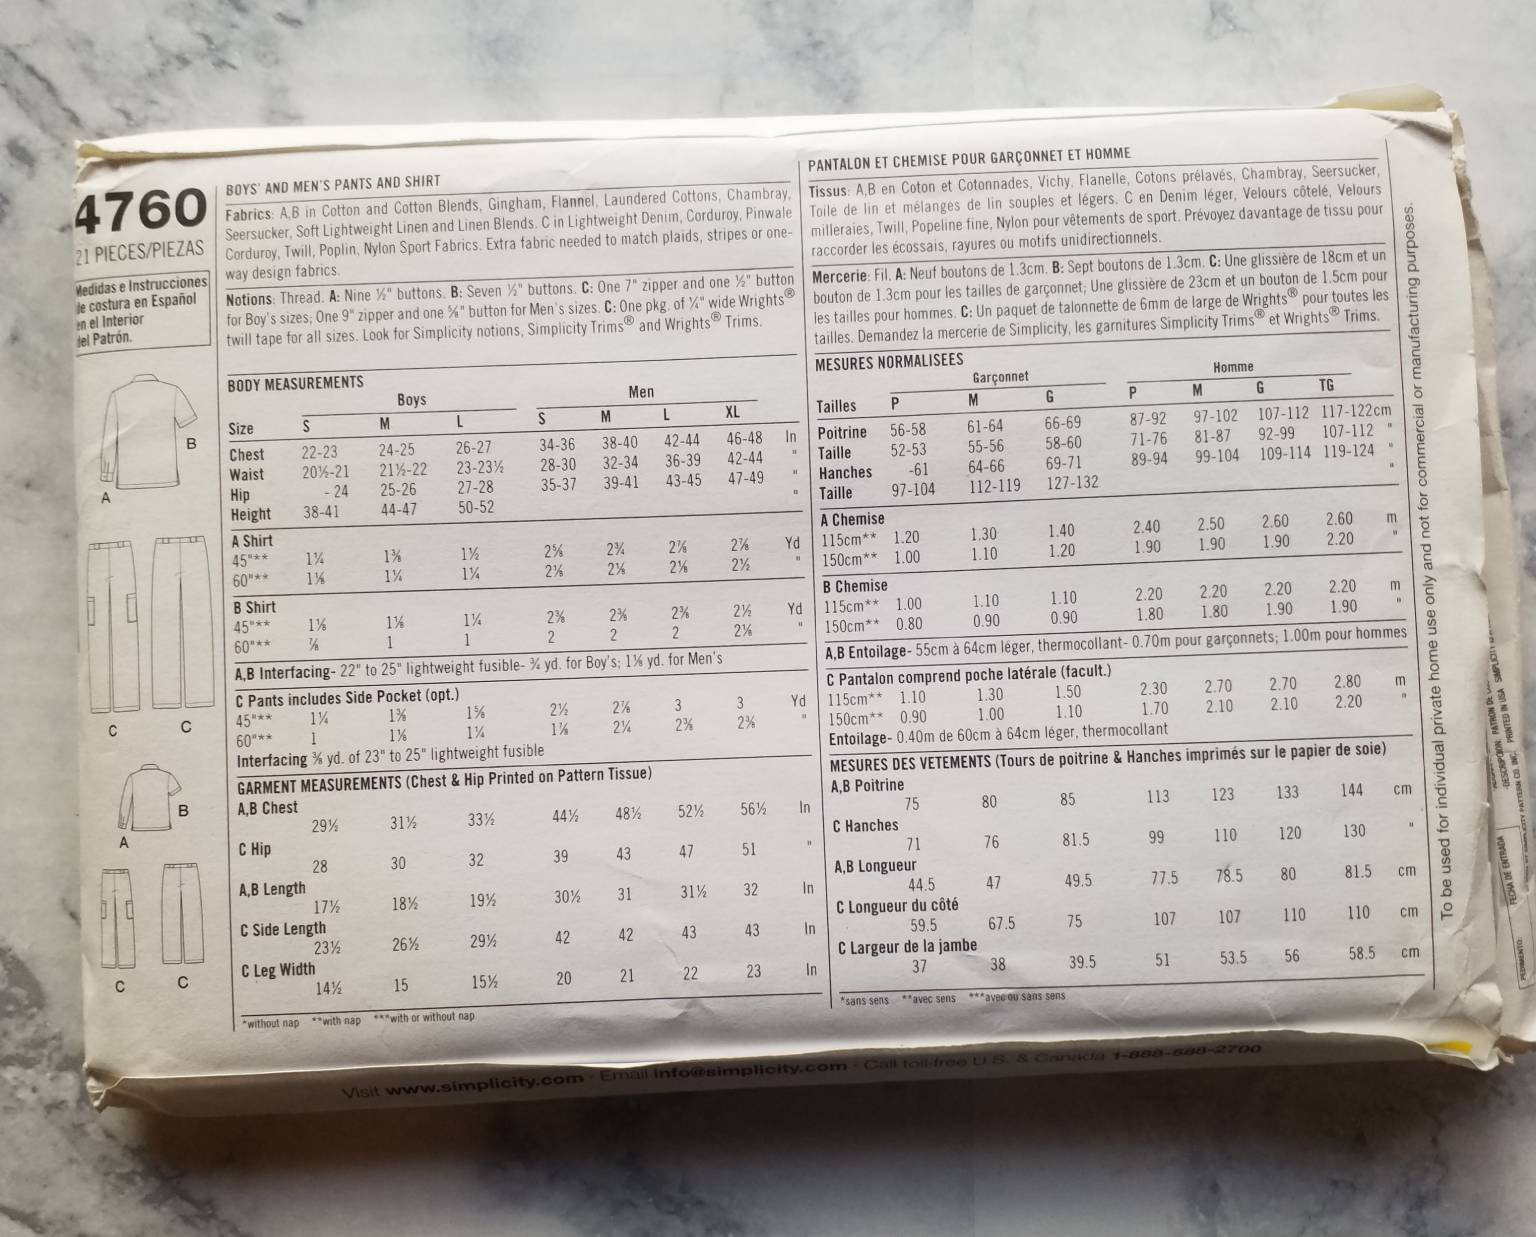 4760
21 PIECES/PIEZAS
Medidas e Instrucciones
de costura en Español
en el Interior
del Patrón.
B
A
C
C
B
A
C
C
BOYS' AND MEN'S PANTS AND SHIRT
Fabrics: A,B in Cotton and Cotton Blends, Gingham, Flannel, Laundered Cottons, Chambray,
Seersucker, Soft Lightweight Linen and Linen Blends. C in Lightweight Denim, Corduroy, Pinwale
Corduroy, Twill, Poplin, Nylon Sport Fabrics. Extra fabric needed to match plaids, stripes or one-
way design fabrics.
Notions: Thread. A: Nine ½" buttons. B: Seven ½" buttons. C: One 7" zipper and one ½" button
for Boy's sizes; One 9" zipper and one ⅝" button for Men's sizes. C: One pkg. of ¼" wide Wrights®
twill tape for all sizes. Look for Simplicity notions, Simplicity Trims® and Wrights® Trims.
BODY MEASUREMENTS
Boys Men
Size S M L S M L XL
Chest 22-23 24-25 26-27 34-36 38-40 42-44 46-48 In
Waist 20½-21 21½-22 23-23½ 28-30 32-34 36-39 42-44 "
Hip - 24 25-26 27-28 35-37 39-41 43-45 47-49 "
Height 38-41 44-47 50-52 "
A Shirt
45"** 1¼ 1⅜ 1½ 2⅝ 2¾ 2⅞ 2⅞ Yd
60"** 1⅛ 1¼ 1¼ 2⅛ 2⅛ 2⅛ 2½ "
B Shirt
45"** 1⅛ 1⅛ 1¼ 2⅜ 2⅜ 2⅜ 2½ Yd
60"** ⅞ 1 1 2 2 2 2⅛ "
A,B Interfacing- 22" to 25" lightweight fusible- ¾ yd. for Boy's; 1⅛ yd. for Men's
C Pants includes Side Pocket (opt.)
45"** 1¼ 1⅜ 1⅝ 2½ 2⅞ 3 3 Yd
60"** 1 1⅛ 1¼ 1⅞ 2¼ 2⅜ 2⅜ "
Interfacing ⅜ yd. of 23" to 25" lightweight fusible
GARMENT MEASUREMENTS (Chest & Hip Printed on Pattern Tissue)
A,B Chest
29½ 31½ 33½ 44½ 48½ 52½ 56½ In
C Hip
28 30 32 39 43 47 51 "
A,B Length
17½ 18½ 19½ 30½ 31 31½ 32 In
C Side Length
23½ 26½ 29½ 42 42 43 43 In
C Leg Width
14½ 15 15½ 20 21 22 23 In
*without nap **with nap ***with or without nap
PANTALON ET CHEMISE POUR GARÇONNET ET HOMME
Tissus: A,B en Coton et Cotonnades, Vichy, Flanelle, Cotons prélavés, Chambray, Seersucker,
Toile de lin et mélanges de lin souples et légers. C en Denim léger, Velours côtelé, Velours
milleraies, Twill, Popeline fine, Nylon pour vêtements de sport. Prévoyez davantage de tissu pour
raccorder les écossais, rayures ou motifs unidirectionnels.
Mercerie: Fil. A: Neuf boutons de 1.3cm. B: Sept boutons de 1.3cm. C: Une glissière de 18cm et un
bouton de 1.3cm pour les tailles de garçonnet; Une glissière de 23cm et un bouton de 1.5cm pour
les tailles pour hommes. C: Un paquet de talonnette de 6mm de large de Wrights® pour toutes les
tailles. Demandez la mercerie de Simplicity, les garnitures Simplicity Trims® et Wrights® Trims.
MESURES NORMALISEES
Garçonnet Homme
Tailles P M G P M G TG
Poitrine 56-58 61-64 66-69 87-92 97-102 107-112 117-122cm
Taille 52-53 55-56 58-60 71-76 81-87 92-99 107-112 "
Hanches -61 64-66 69-71 89-94 99-104 109-114 119-124 "
Taille 97-104 112-119 127-132 "
A Chemise
115cm** 1.20 1.30 1.40 2.40 2.50 2.60 2.60 m
150cm** 1.00 1.10 1.20 1.90 1.90 1.90 2.20 "
B Chemise
115cm** 1.00 1.10 1.10 2.20 2.20 2.20 2.20 m
150cm** 0.80 0.90 0.90 1.80 1.80 1.90 1.90 "
A,B Entoilage- 55cm à 64cm léger, thermocollant- 0.70m pour garçonnets; 1.00m pour hommes
C Pantalon comprend poche latérale (facult.)
115cm** 1.10 1.30 1.50 2.30 2.70 2.70 2.80 m
150cm** 0.90 1.00 1.10 1.70 2.10 2.10 2.20 "
Entoilage- 0.40m de 60cm à 64cm léger, thermocollant
MESURES DES VETEMENTS (Tours de poitrine & Hanches imprimés sur le papier de soie)
A,B Poitrine
75 80 85 113 123 133 144 cm
C Hanches
71 76 81.5 99 110 120 130 "
A,B Longueur
44.5 47 49.5 77.5 78.5 80 81.5 cm
C Longueur du côté
59.5 67.5 75 107 107 110 110 cm
C Largeur de la jambe
37 38 39.5 51 53.5 56 58.5 cm
*sans sens **avec sens ***avec ou sans sens
To be used for individual private home use only and not for commercial or manufacturing purposes.
Visit www.simplicity.com · Email info@simplicity.com · Call toll-free U.S. & Canada 1-888-588-2700
DESCRIPCION: PATRON DE
PRINTED IN USA
FECHA DE ENTRADA
PEDIMENTO: